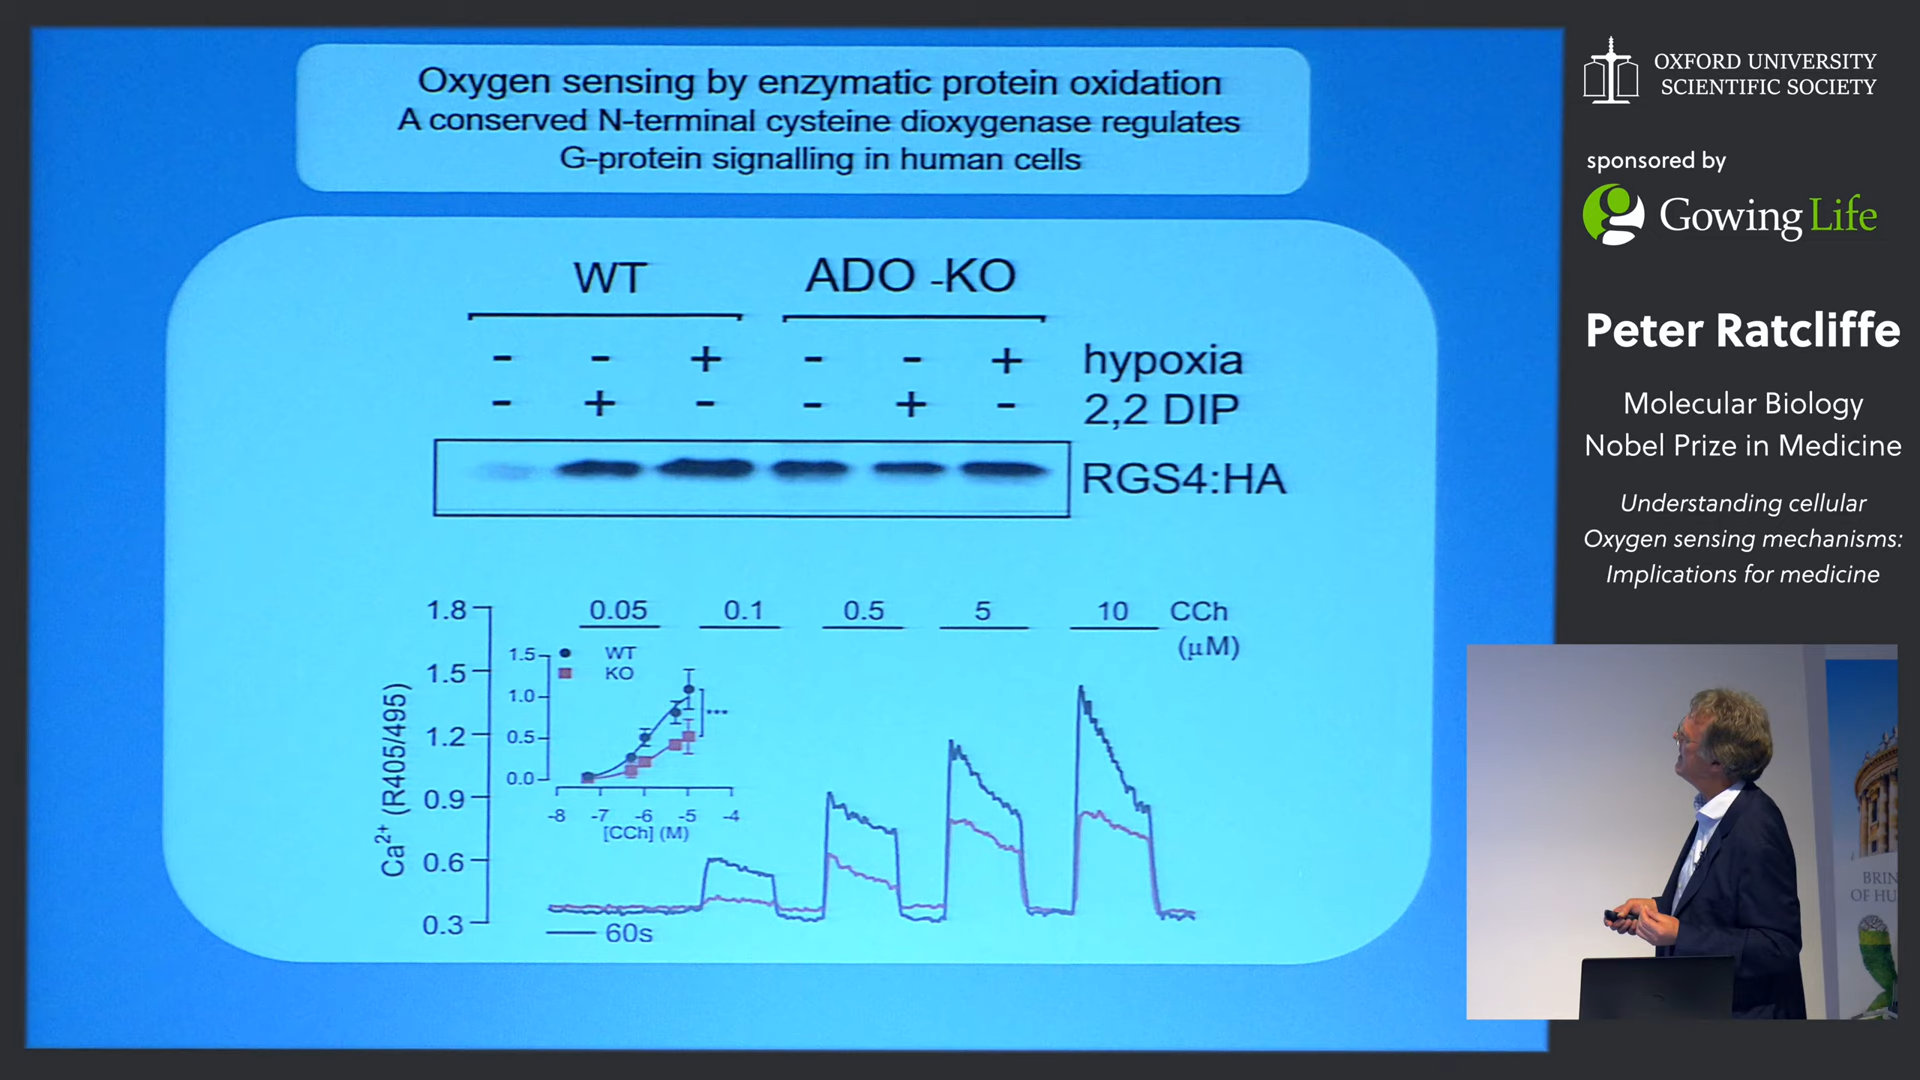 Oxygen sensing by enzymatic protein oxidation
A conserved N-terminal cysteine dioxygenase regulates
G-protein signalling in human cells
WT ADO -KO
- - + - - + hypoxia
- + - - + - 2,2 DIP
RGS4:HA
0.05 0.1 0.5 5 10 CCh
(μM)
1.8
1.5
1.2
0.9
0.6
0.3
Ca²⁺ (R405/495)
WT
KO
1.5
1.0
0.5
0.0
***
-8 -7 -6 -5 -4
[CCh] (M)
60s
OXFORD UNIVERSITY
SCIENTIFIC SOCIETY
sponsored by
Gowing Life
Peter Ratcliffe
Molecular Biology
Nobel Prize in Medicine
Understanding cellular
Oxygen sensing mechanisms:
Implications for medicine
BRIN
OF HU